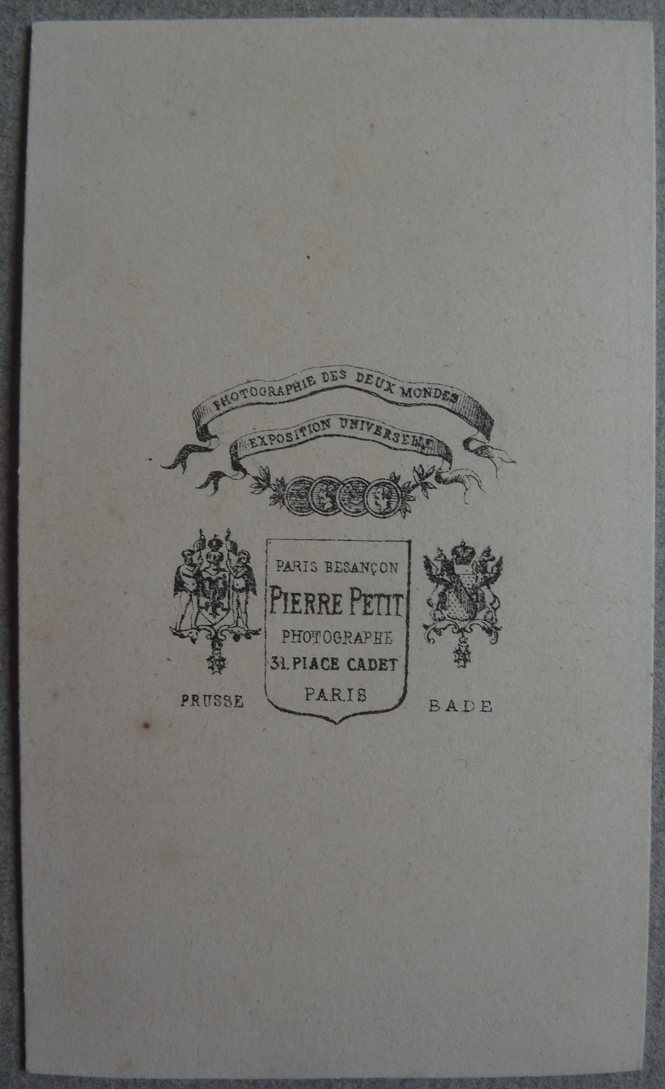 PHOTOGRAPHIE DES DEUX MONDES
EXPOSITION UNIVERSELLE
PARIS BESANÇON
PIERRE PETIT
PHOTOGRAPHE
31. PLACE CADET
PARIS
PRUSSE
BADE